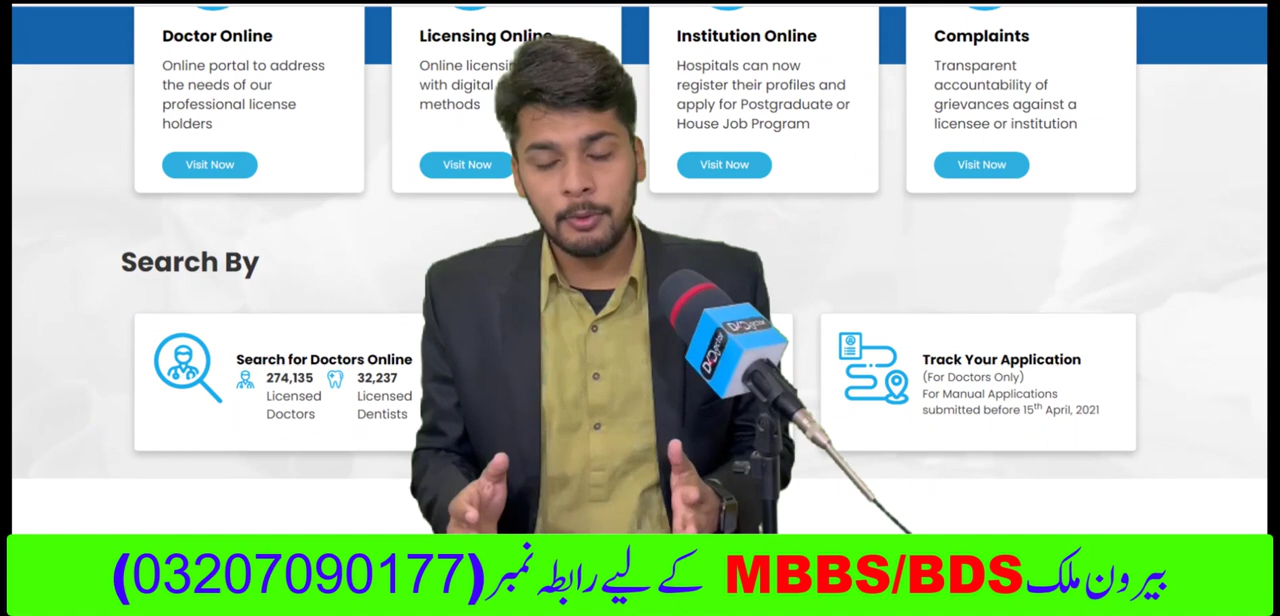 Doctor Online
Online portal to address
the needs of our
professional license
holders
Visit Now
Licensing Online
Online
with digital
methods
Visit Now
Institution Online
Hospitals can now
register their profiles and
apply for Postgraduate or
House Job Program
Visit Now
Complaints
Transparent
accountability of
grievances against a
licensee or institution
Visit Now
Search By
Search for Doctors Online
274,135
Licensed
Doctors
32,237
Licensed
Dentists
Track Your Application
(For Doctors Only)
For Manual Applications
submitted before 15th April, 2021
بیرون ملک MBBS/BDS کے لیے رابطہ نمبر (03207090177)